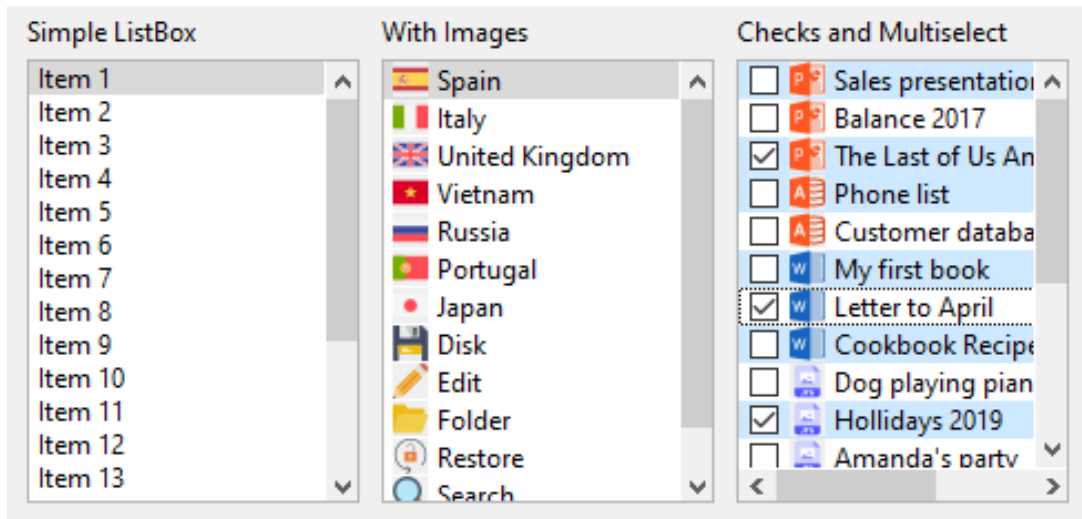 Simple ListBox
Item 1
Item 2
Item 3
Item 4
Item 5
Item 6
Item 7
Item 8
Item 9
Item 10
Item 11
Item 12
Item 13
With Images
Spain
Italy
United Kingdom
Vietnam
Russia
Portugal
Japan
Disk
Edit
Folder
Restore
Search
Checks and Multiselect
Sales presentation
Balance 2017
The Last of Us An
Phone list
Customer databa
My first book
Letter to April
Cookbook Recipe
Dog playing pian
Hollidays 2019
Amanda's party